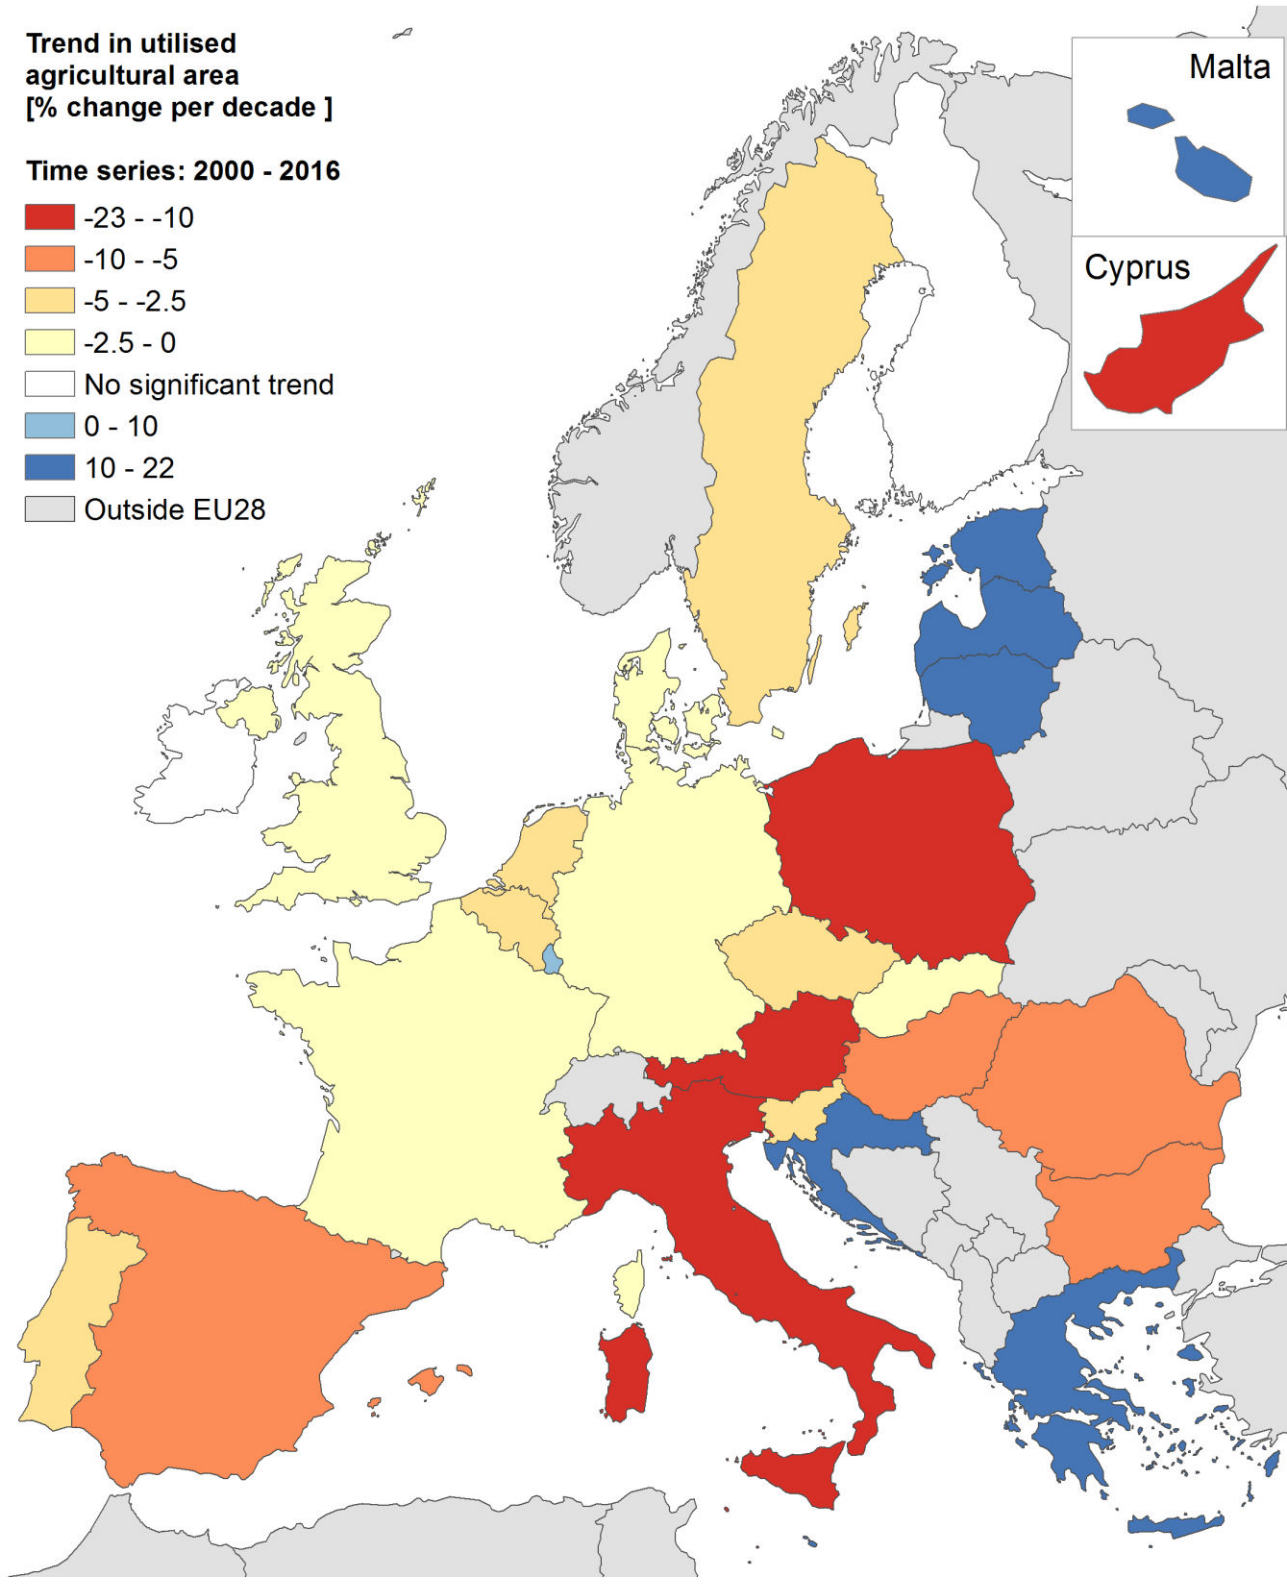 Trend in utilised
agricultural area
[% change per decade ]
Time series: 2000 - 2016
-23 - -10
-10 - -5
-5 - -2.5
-2.5 - 0
No significant trend
0 - 10
10 - 22
Outside EU28
Malta
Cyprus